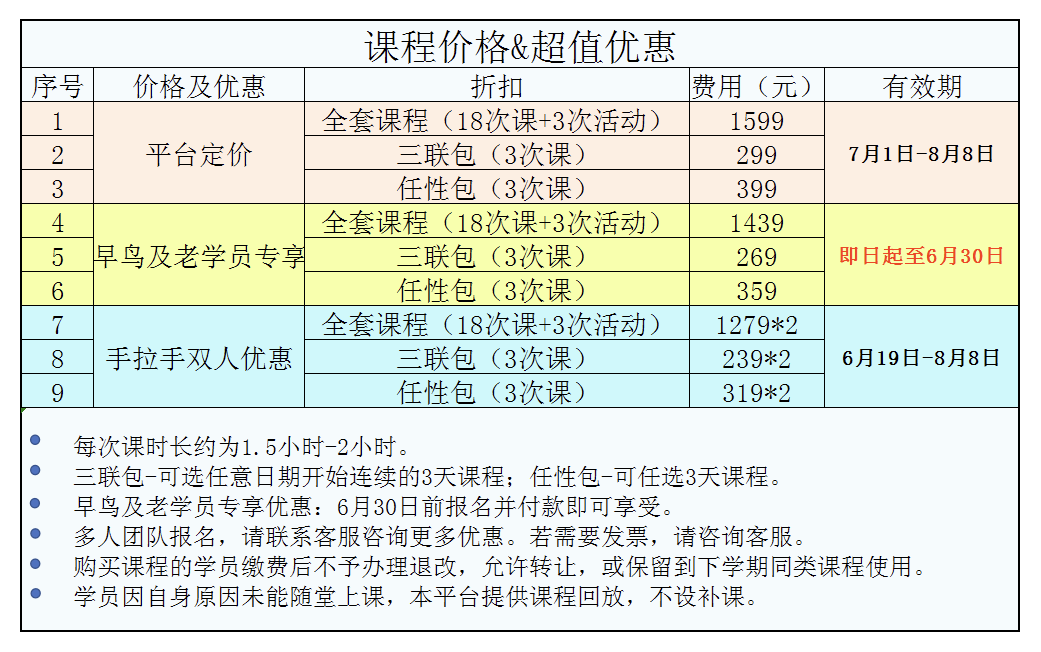 课程价格&超值优惠
序号 价格及优惠 折扣 费用（元） 有效期
1 平台定价 全套课程（18次课+3次活动） 1599 7月1日-8月8日
2 三联包（3次课） 299
3 任性包（3次课） 399
4 早鸟及老学员专享 全套课程（18次课+3次活动） 1439 即日起至6月30日
5 三联包（3次课） 269
6 任性包（3次课） 359
7 手拉手双人优惠 全套课程（18次课+3次活动） 1279*2 6月19日-8月8日
8 三联包（3次课） 239*2
9 任性包（3次课） 319*2
每次课时长约为1.5小时-2小时。
三联包-可选任意日期开始连续的3天课程；任性包-可任选3天课程。
早鸟及老学员专享优惠：6月30日前报名并付款即可享受。
多人团队报名，请联系客服咨询更多优惠。若需要发票，请咨询客服。
购买课程的学员缴费后不予办理退改，允许转让，或保留到下学期同类课程使用。
学员因自身原因未能随堂上课，本平台提供课程回放，不设补课。